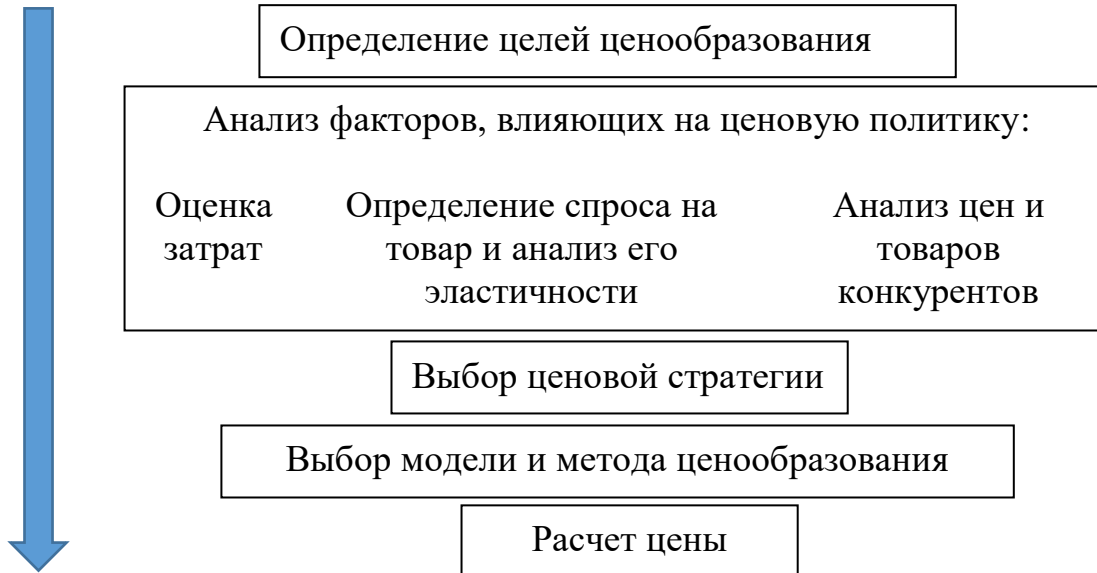 Определение целей ценообразования
Анализ факторов, влияющих на ценовую политику:
Оценка
затрат
Определение спроса на
товар и анализ его
эластичности
Анализ цен и
товаров
конкурентов
Выбор ценовой стратегии
Выбор модели и метода ценообразования
Расчет цены